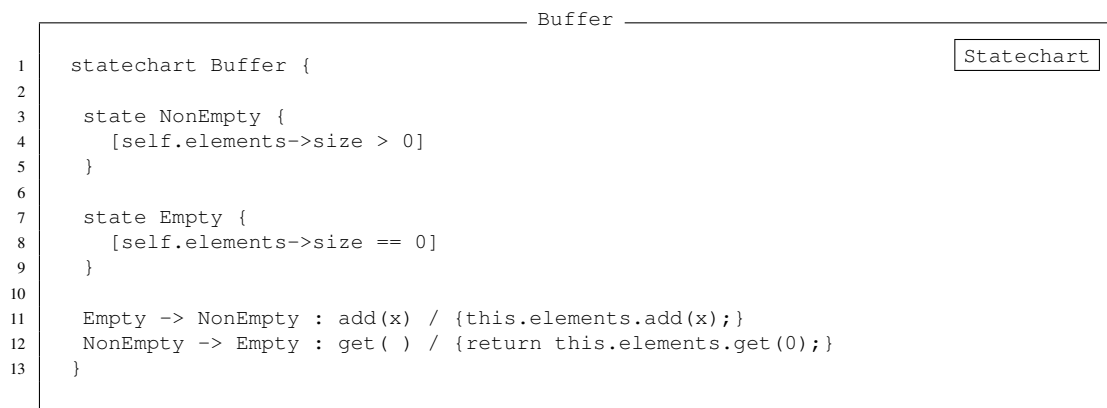 Buffer
Statechart
1 statechart Buffer {
2
3 state NonEmpty {
4 [self.elements->size > 0]
5 }
6
7 state Empty {
8 [self.elements->size == 0]
9 }
10
11 Empty -> NonEmpty : add(x) / {this.elements.add(x);}
12 NonEmpty -> Empty : get( ) / {return this.elements.get(0);}
13 }